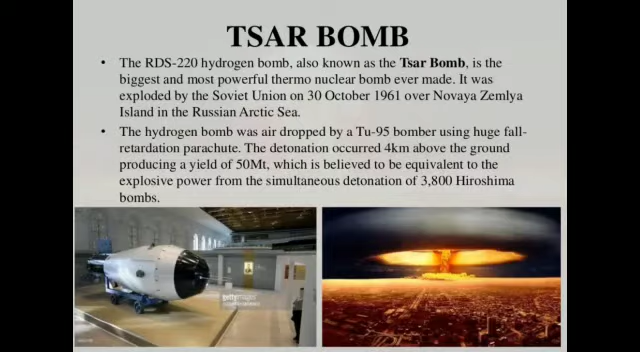 TSAR BOMB
• The RDS-220 hydrogen bomb, also known as the Tsar Bomb, is the
biggest and most powerful thermo nuclear bomb ever made. It was
exploded by the Soviet Union on 30 October 1961 over Novaya Zemlya
Island in the Russian Arctic Sea.
• The hydrogen bomb was air dropped by a Tu-95 bomber using huge fall-
retardation parachute. The detonation occurred 4km above the ground
producing a yield of 50Mt, which is believed to be equivalent to the
explosive power from the simultaneous detonation of 3,800 Hiroshima
bombs.
gettyimages